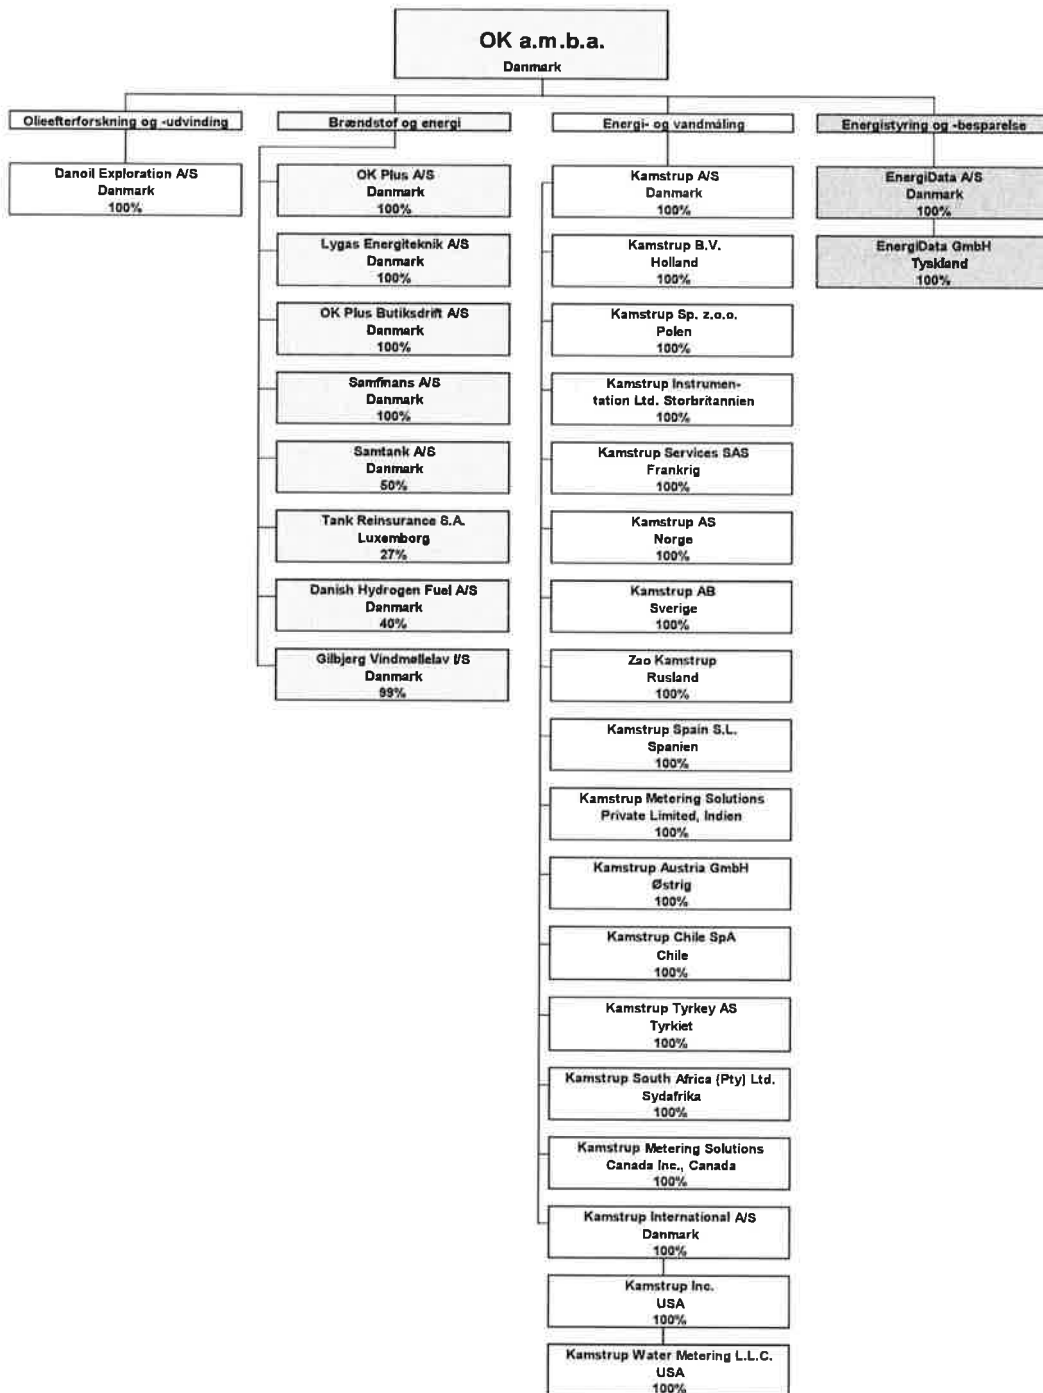 OK a.m.b.a.
Danmark
Olieefterforskning og -udvinding
Danoil Exploration A/S
Danmark
100%
Brændstof og energi
OK Plus A/S
Danmark
100%
Lygas Energiteknik A/S
Danmark
100%
OK Plus Butiksdrift A/S
Danmark
100%
Samfinans A/S
Danmark
100%
Samtank A/S
Danmark
50%
Tank Reinsurance S.A.
Luxemborg
27%
Danish Hydrogen Fuel A/S
Danmark
40%
Gilbjerg Vindmøllelav I/S
Danmark
99%
Energi- og vandmåling
Kamstrup A/S
Danmark
100%
Kamstrup B.V.
Holland
100%
Kamstrup Sp. z.o.o.
Polen
100%
Kamstrup Instrumen-
tation Ltd. Storbritannien
100%
Kamstrup Services SAS
Frankrig
100%
Kamstrup AS
Norge
100%
Kamstrup AB
Sverige
100%
Zao Kamstrup
Rusland
100%
Kamstrup Spain S.L.
Spanien
100%
Kamstrup Metering Solutions
Private Limited, Indien
100%
Kamstrup Austria GmbH
Østrig
100%
Kamstrup Chile SpA
Chile
100%
Kamstrup Tyrkey AS
Tyrkiet
100%
Kamstrup South Africa (Pty) Ltd.
Sydafrika
100%
Kamstrup Metering Solutions
Canada Inc., Canada
100%
Kamstrup International A/S
Danmark
100%
Kamstrup Inc.
USA
100%
Kamstrup Water Metering L.L.C.
USA
100%
Energistyring og -besparelse
EnergiData A/S
Danmark
100%
EnergiData GmbH
Tyskland
100%